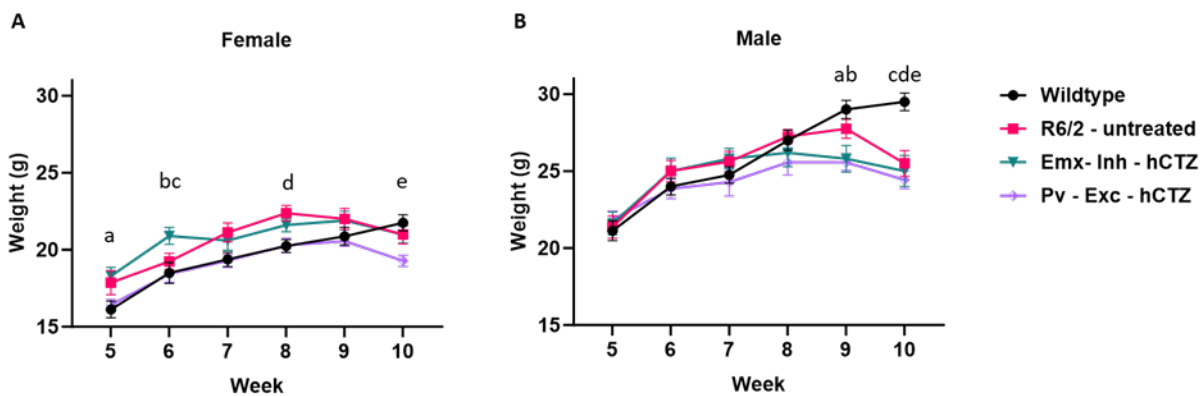 A
Female
Weight (g)
30
25
20
15
a
bc
d
e
5 6 7 8 9 10
Week
B
Male
Weight (g)
30
25
20
15
ab
cde
5 6 7 8 9 10
Week
Wildtype
R6/2 - untreated
Emx- Inh - hCTZ
Pv - Exc - hCTZ